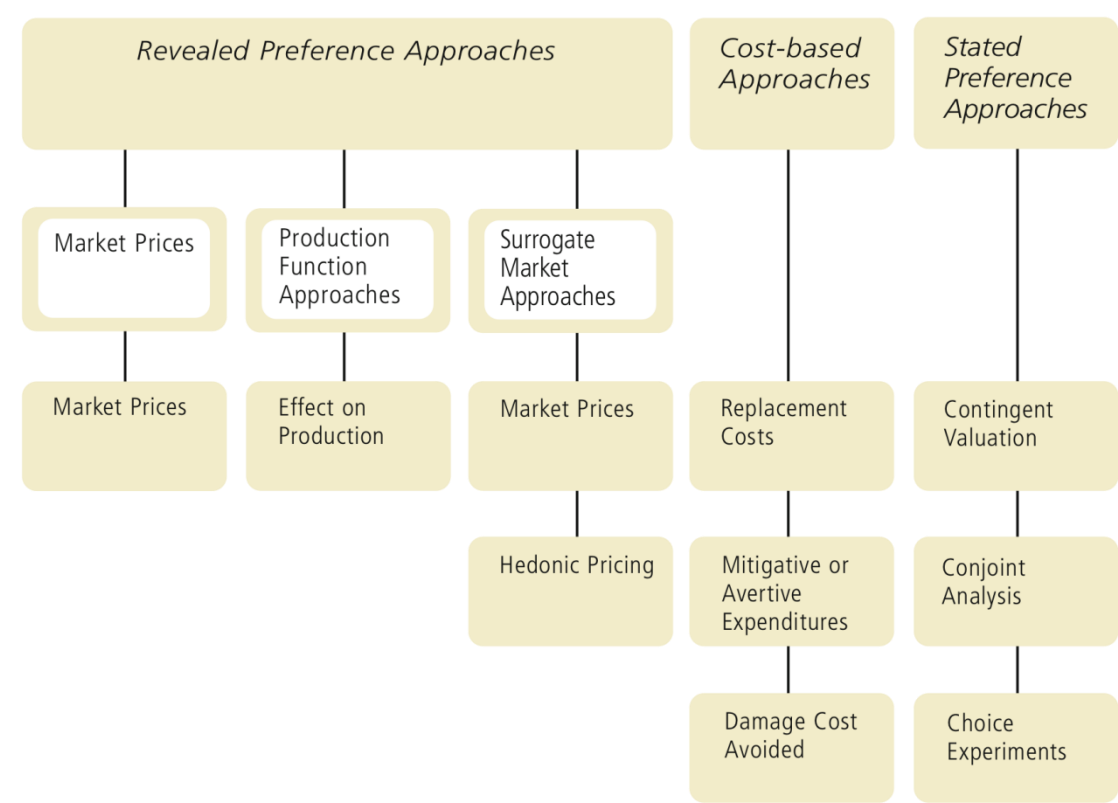 Revealed Preference Approaches
Cost-based
Approaches
Stated
Preference
Approaches
Market Prices
Production
Function
Approaches
Surrogate
Market
Approaches
Market Prices
Effect on
Production
Market Prices
Replacement
Costs
Contingent
Valuation
Hedonic Pricing
Mitigative or
Avertive
Expenditures
Conjoint
Analysis
Damage Cost
Avoided
Choice
Experiments